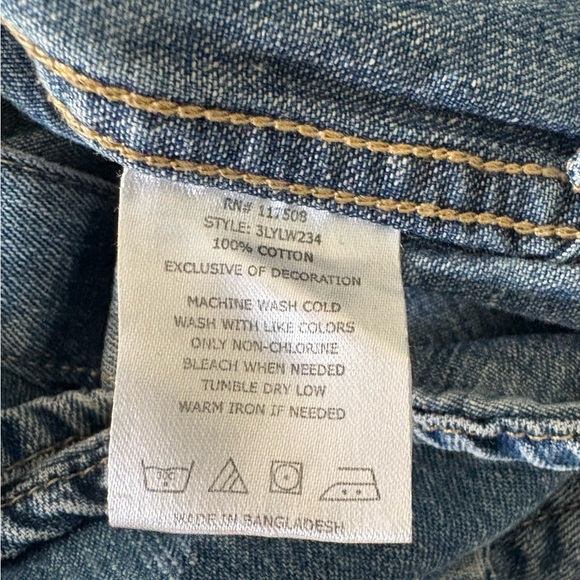 RN# 117508
STYLE: 3LYLW234
100% COTTON
EXCLUSIVE OF DECORATION
MACHINE WASH COLD
WASH WITH LIKE COLORS
ONLY NON-CHLORINE
BLEACH WHEN NEEDED
TUMBLE DRY LOW
WARM IRON IF NEEDED
MADE IN BANGLADESH